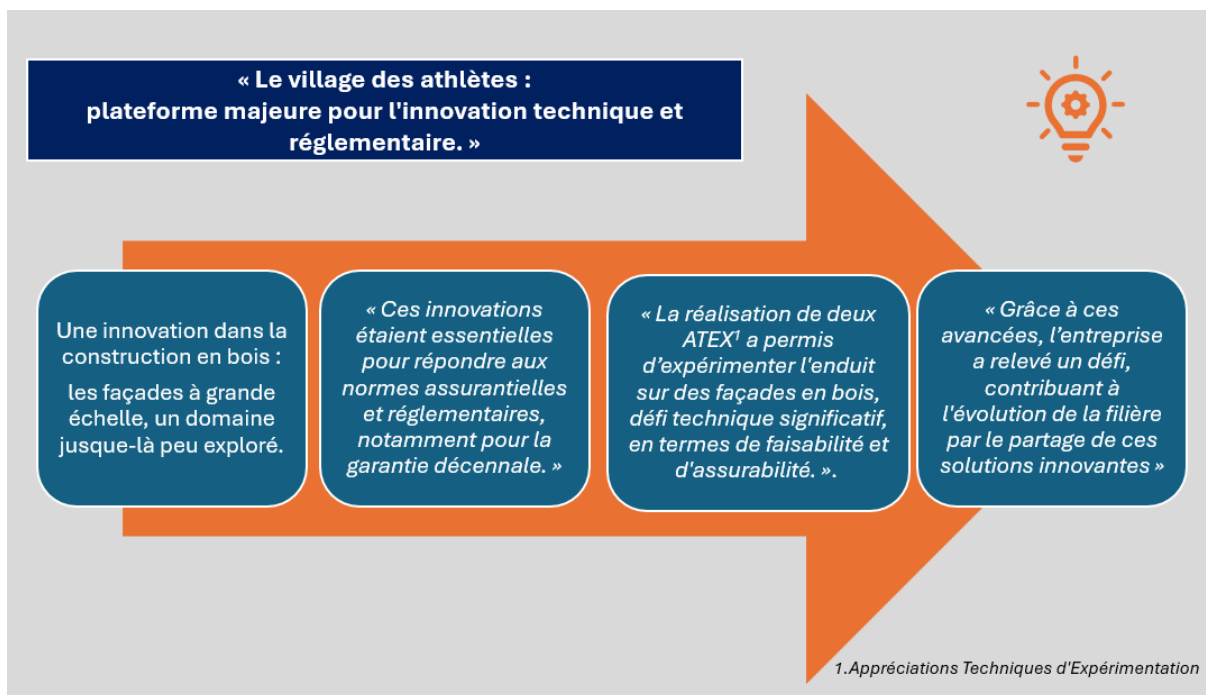 « Le village des athlètes :
plateforme majeure pour l'innovation technique et
réglementaire. »
Une innovation dans la
construction en bois :
les façades à grande
échelle, un domaine
jusque-là peu exploré.
« Ces innovations
étaient essentielles
pour répondre aux
normes assurantielles
et réglementaires,
notamment pour la
garantie décennale. »
« La réalisation de deux
ATEX¹ a permis
d’expérimenter l'enduit
sur des façades en bois,
défi technique significatif,
en termes de faisabilité et
d'assurabilité. ».
« Grâce à ces
avancées, l’entreprise
a relevé un défi,
contribuant à
l'évolution de la filière
par le partage de ces
solutions innovantes »
1.Appréciations Techniques d'Expérimentation